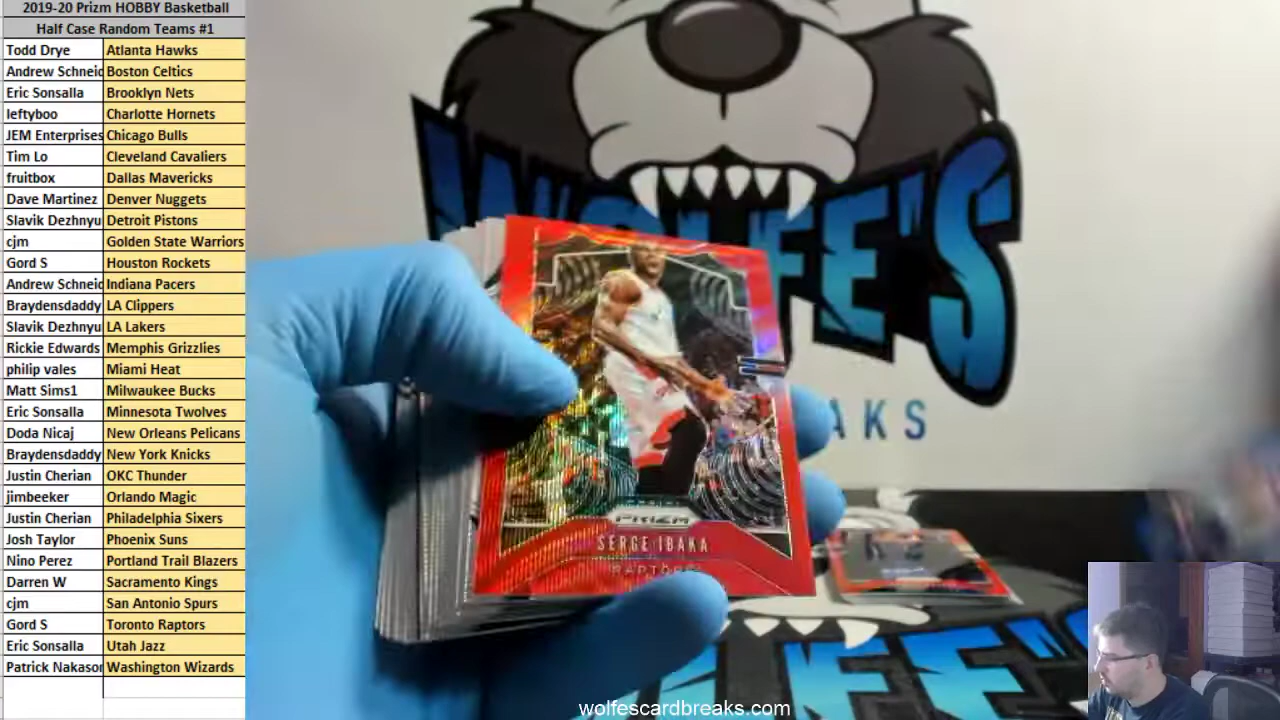 2019-20 Prizm HOBBY Basketball
Half Case Random Teams #1
Todd Drye Atlanta Hawks
Andrew Schneid Boston Celtics
Eric Sonsalla Brooklyn Nets
leftyboo Charlotte Hornets
JEM Enterprises Chicago Bulls
Tim Lo Cleveland Cavaliers
fruitbox Dallas Mavericks
Dave Martinez Denver Nuggets
Slavik Dezhnyu Detroit Pistons
cjm Golden State Warriors
Gord S Houston Rockets
Andrew Schneid Indiana Pacers
Braydensdaddy LA Clippers
Slavik Dezhnyu LA Lakers
Rickie Edwards Memphis Grizzlies
philip vales Miami Heat
Matt Sims1 Milwaukee Bucks
Eric Sonsalla Minnesota Twolves
Doda Nicaj New Orleans Pelicans
Braydensdaddy New York Knicks
Justin Cherian OKC Thunder
jimbeeker Orlando Magic
Justin Cherian Philadelphia Sixers
Josh Taylor Phoenix Suns
Nino Perez Portland Trail Blazers
Darren W Sacramento Kings
cjm San Antonio Spurs
Gord S Toronto Raptors
Eric Sonsalla Utah Jazz
Patrick Nakason Washington Wizards
WOLFE'S
AKS
PRIZM
SERGE IBAKA
RAPTORS
wolfescardbreaks.com